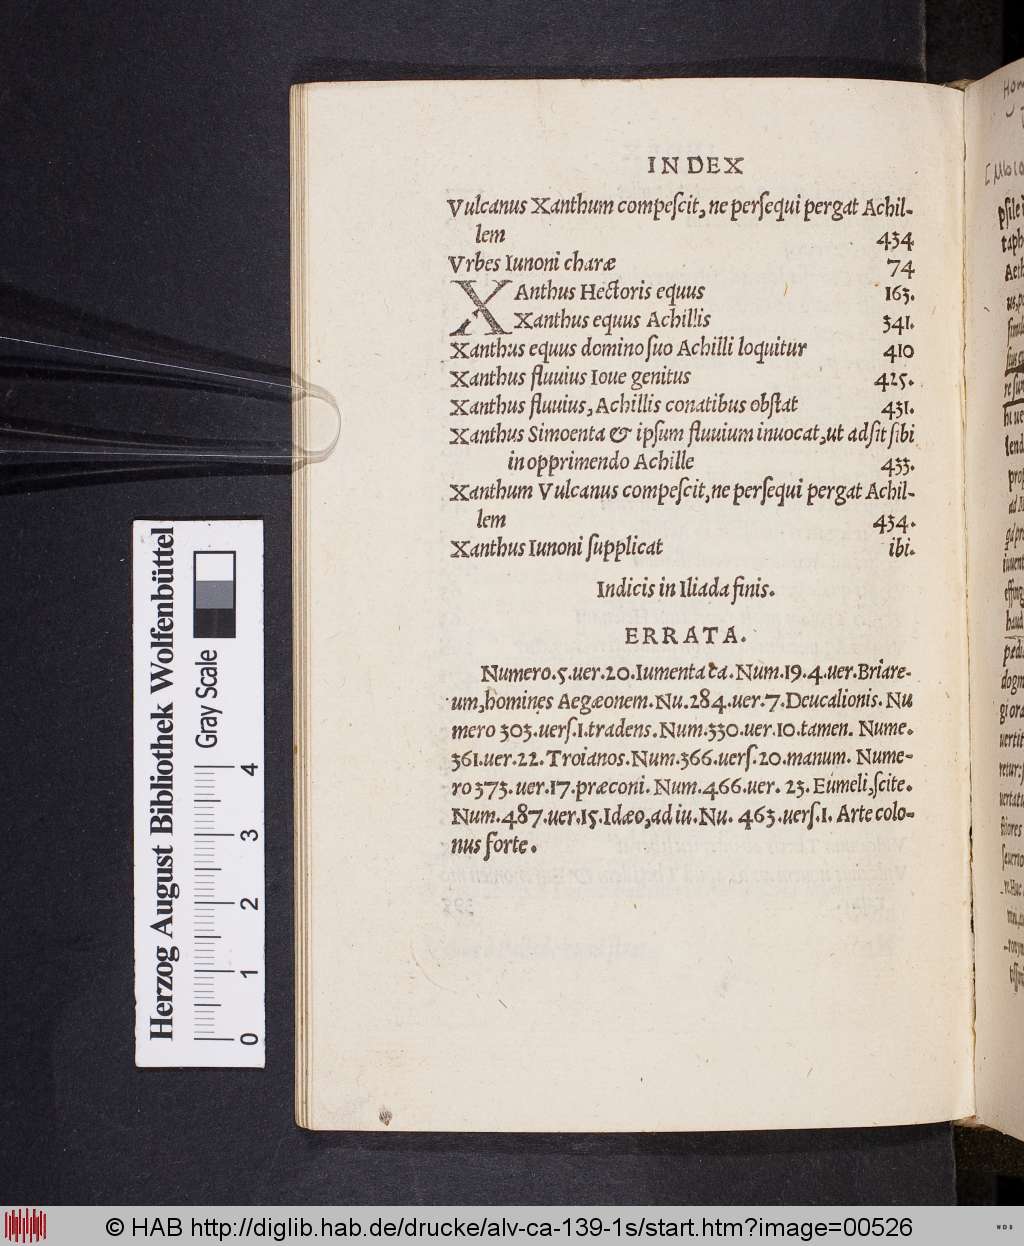 INDEX
Vulcanus Xanthum compeſcit, ne perſequi pergat Achil-
lem 434
Vrbes Iunoni charæ 74
XAnthus Hectoris equus 163.
Xanthus equus Achillis 341.
Xanthus equus domino ſuo Achilli loquitur 410
Xanthus fluuius Ioue genitus 425.
Xanthus fluuius, Achillis conatibus obſtat 431.
Xanthus Simoenta & ipſum fluuium inuocat, ut adſit ſibi
in opprimendo Achille 433.
Xanthum Vulcanus compeſcit, ne perſequi pergat Achil-
lem 434.
Xanthus Iunoni ſupplicat ibi.
Indicis in Iliada finis.
ERRATA.
Numero.5.uer.20.Iumenta ta.Num.19.4.uer.Briare-
um, homines Aegæonem.Nu.284.uer.7.Deucalionis. Nu
mero 303.uerſ.1.tradens.Num.330.uer.10.tamen. Nume.
361.uer.22. Troianos.Num.366.uerſ.20.manum. Nume-
ro 373. uer.17.præconi. Num.466.uer. 23. Eumeli, ſcite.
Num.487.uer.15.Idæo, ad iu.Nu. 463.uerſ.1. Arte colo-
nus forte.
Herzog August Bibliothek Wolfenbüttel
Gray Scale
0 1 2 3 4
© HAB http://diglib.hab.de/drucke/alv-ca-139-1s/start.htm?image=00526